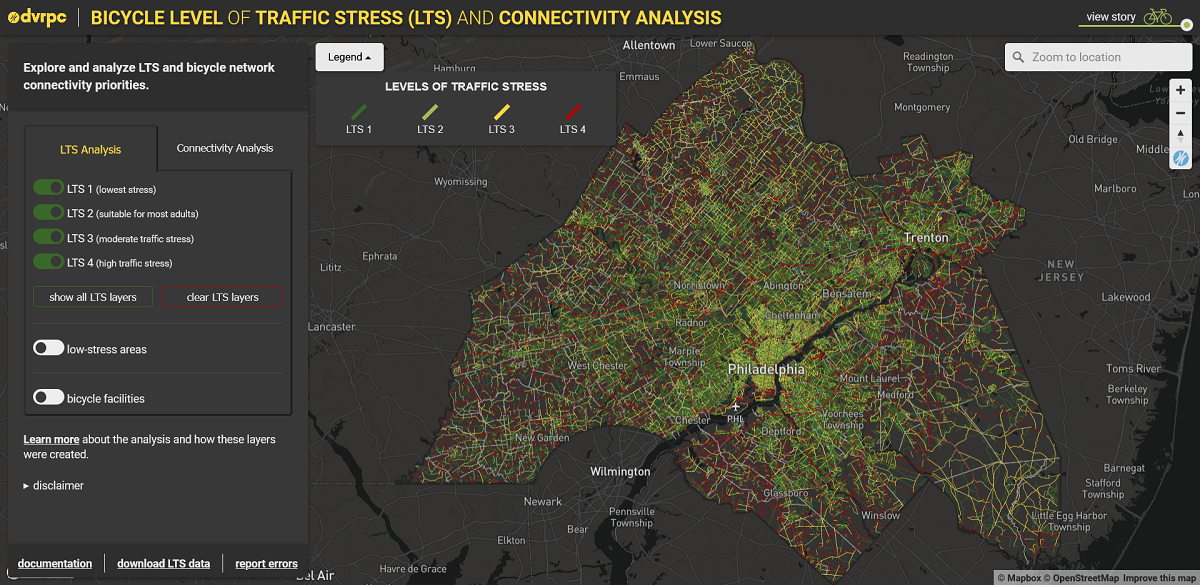 dvrpc
BICYCLE LEVEL OF TRAFFIC STRESS (LTS) AND CONNECTIVITY ANALYSIS
view story
Explore and analyze LTS and bicycle network
connectivity priorities.
LTS Analysis
Connectivity Analysis
LTS 1 (lowest stress)
LTS 2 (suitable for most adults)
LTS 3 (moderate traffic stress)
LTS 4 (high traffic stress)
show all LTS layers
clear LTS layers
low-stress areas
bicycle facilities
Learn more about the analysis and how these layers
were created.
▸ disclaimer
documentation
download LTS data
report errors
Legend
LEVELS OF TRAFFIC STRESS
LTS 1
LTS 2
LTS 3
LTS 4
Zoom to location
+
−
Allentown
Lower Saucon
Emmaus
Hamburg
Readington
Township
Montgomery
Old Bridge
Middle
Marlboro
Lon
Wyomissing
Ephrata
Lititz
Lancaster
Trenton
NEW
JERSEY
Lakewood
Norristown
Abington
Bensalem
Cheltenham
Radnor
Marple
Township
West Chester
Philadelphia
Mount Laurel
Medford
Toms River
Berkeley
Township
Chester
PHL
Deptford
Voorhees
Township
New Garden
Wilmington
Newark
Pennsville
Township
Bear
Elkton
Havre de Grace
Bel Air
Glassboro
Winslow
Barnegat
Stafford
Township
Little Egg Harbor
Township
© Mapbox © OpenStreetMap Improve this map